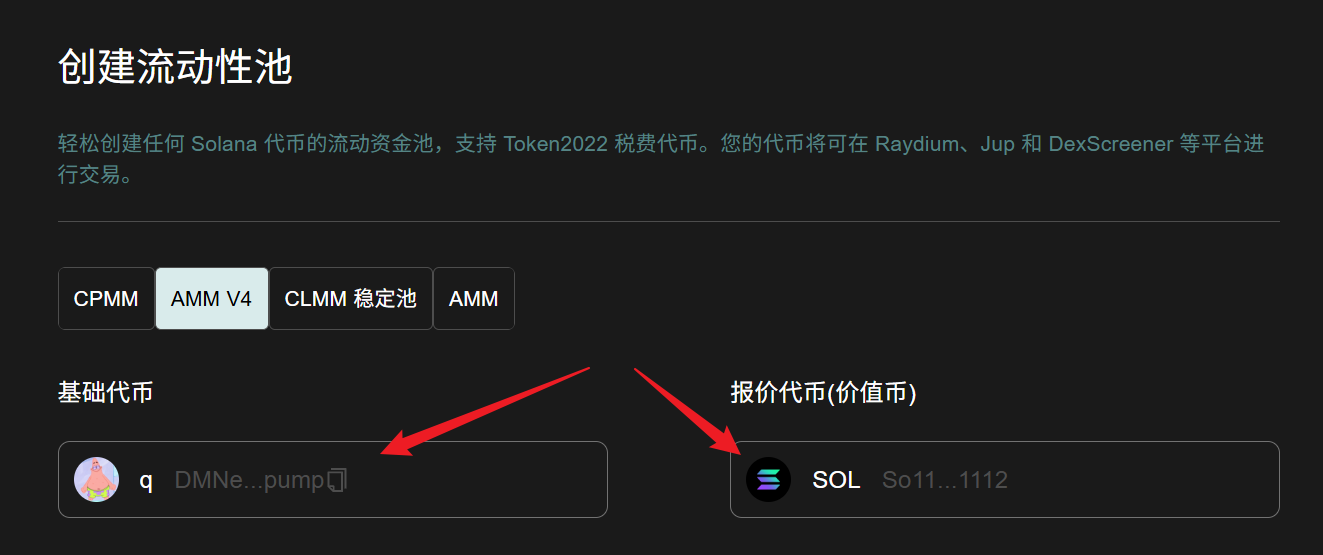 创建流动性池
轻松创建任何 Solana 代币的流动资金池，支持 Token2022 税费代币。您的代币将可在 Raydium、Jup 和 DexScreener 等平台进
行交易。
CPMM AMM V4 CLMM 稳定池 AMM
基础代币 报价代币(价值币)
q DMNe...pump SOL So11...1112